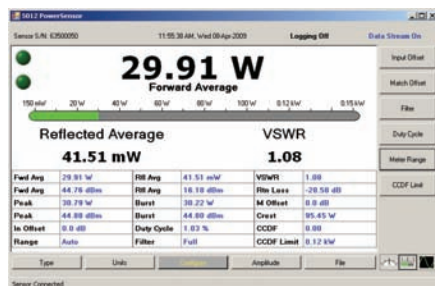 5012 PowerSensor
Sensor S/N: 63500050 11:55:38 AM, Wed 08-Apr-2009 Logging Off Data Stream On
29.91 W
Forward Average
150 mW 20 W 40 W 60 W 80 W 100 W 0.12 kW 0.15 kW
Reflected Average VSWR
41.51 mW 1.08
Fwd Avg 29.91 W Rfl Avg 41.51 mW VSWR 1.08
Fwd Avg 44.76 dBm Rfl Avg 16.18 dBm Rtn Loss -28.58 dB
Peak 30.79 W Burst 30.22 W M Offset 0.0 dB
Peak 44.88 dBm Burst 44.80 dBm Crest 95.45 W
In Offset 0.0 dB Duty Cycle 1.03 % CCDF 0.00
Range Auto Filter Full CCDF Limit 0.12 kW
Input Offset
Match Offset
Filter
Duty Cycle
Meter Range
CCDF Limit
Type Units Configure Amplitude File
Sensor Connected